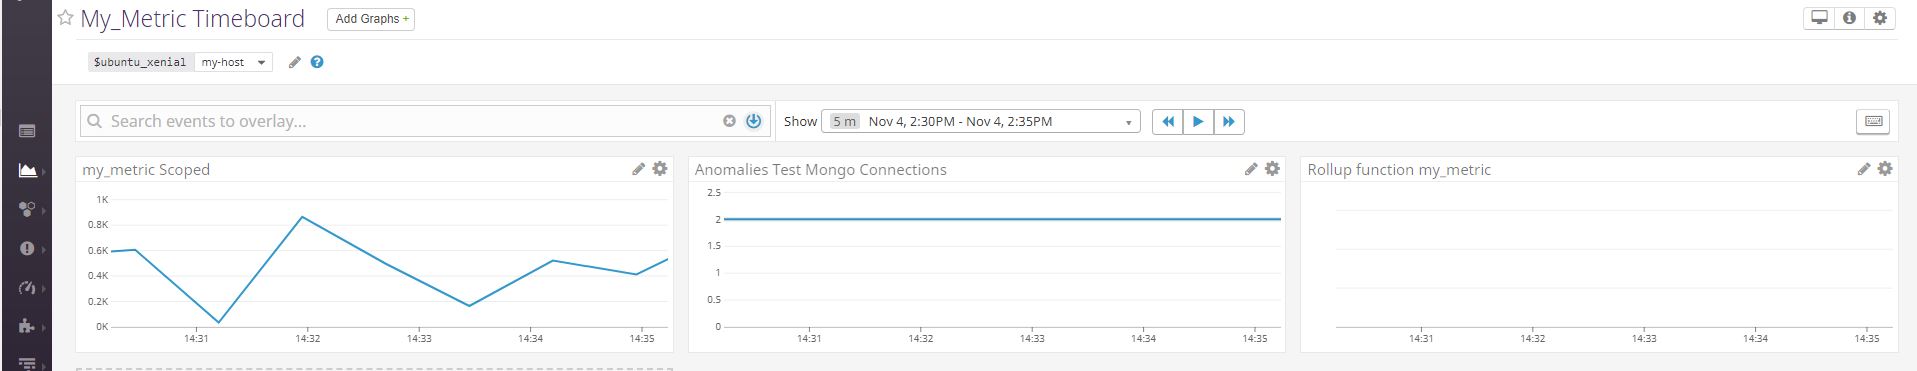 My_Metric Timeboard
Add Graphs +
$ubuntu_xenial my-host
Search events to overlay...
Show 5 m Nov 4, 2:30PM - Nov 4, 2:35PM
my_metric Scoped
1K
0.8K
0.6K
0.4K
0.2K
0K
14:31 14:32 14:33 14:34 14:35
Anomalies Test Mongo Connections
2.5
2
1.5
1
0.5
0
14:31 14:32 14:33 14:34 14:35
Rollup function my_metric
14:31 14:32 14:33 14:34 14:35